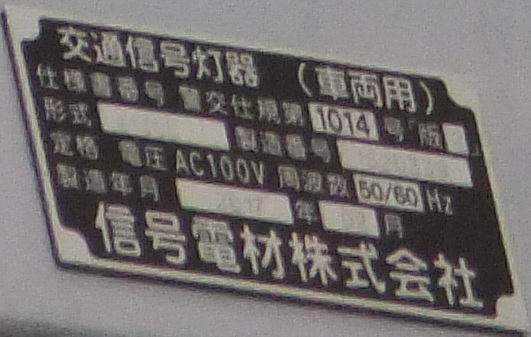 交通信号灯器 (車両用)
仕様書番号 警交仕規第 1014 号「版 」
形式 製造番号
定格 電圧 AC100V 周波数 50/60 Hz
製造年月 年 月
信号電材株式会社